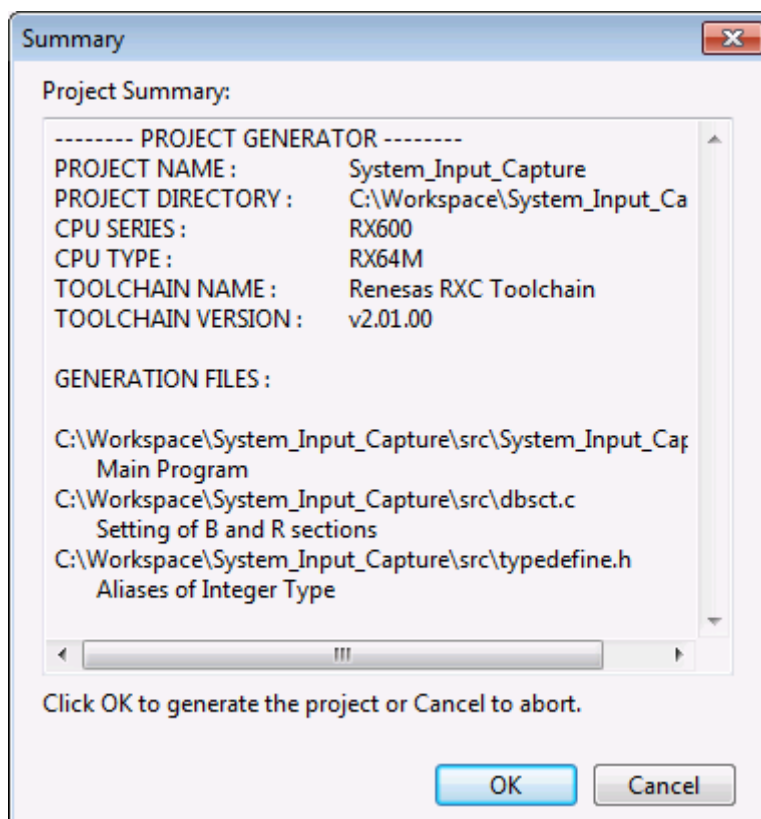 Summary
Project Summary:
-------- PROJECT GENERATOR --------
PROJECT NAME : System_Input_Capture
PROJECT DIRECTORY : C:\Workspace\System_Input_Ca
CPU SERIES : RX600
CPU TYPE : RX64M
TOOLCHAIN NAME : Renesas RXC Toolchain
TOOLCHAIN VERSION : v2.01.00
GENERATION FILES :
C:\Workspace\System_Input_Capture\src\System_Input_Cap
Main Program
C:\Workspace\System_Input_Capture\src\dbsct.c
Setting of B and R sections
C:\Workspace\System_Input_Capture\src\typedefine.h
Aliases of Integer Type
Click OK to generate the project or Cancel to abort.
OK Cancel